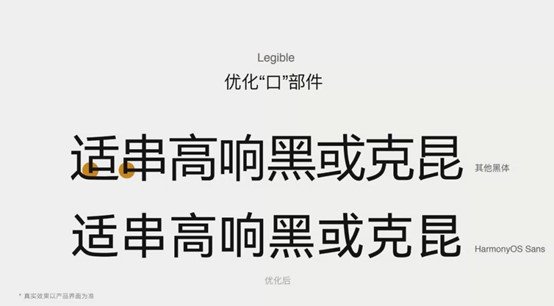 Legible
优化“口”部件
适串高响黑或克昆 其他黑体
适串高响黑或克昆 HarmonyOS Sans
优化后
* 真实效果以产品界面为准